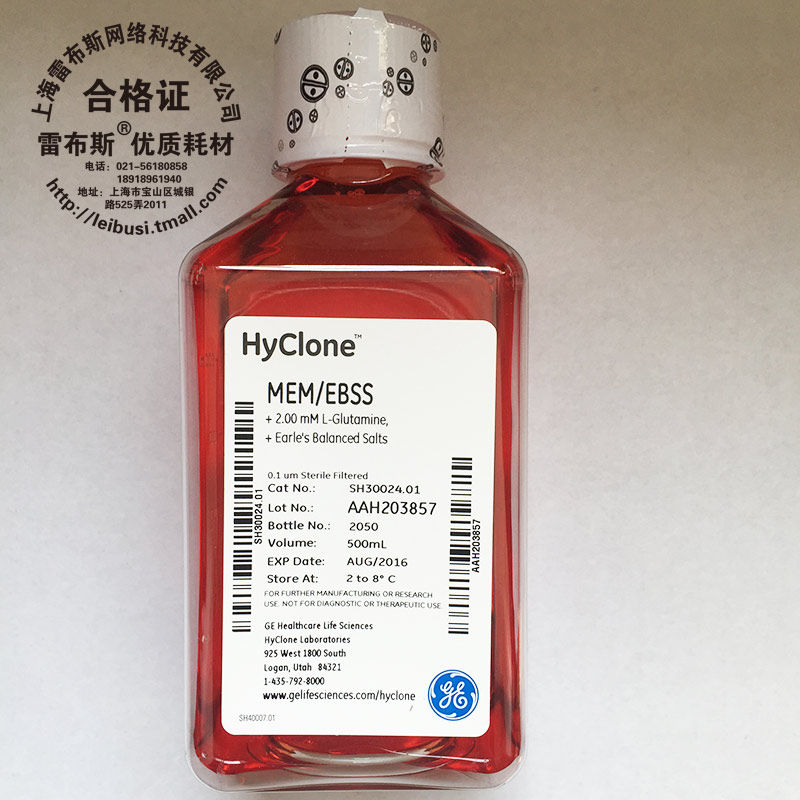 上海雷布斯网络科技有限公司
合格证
雷布斯®优质耗材
电话：021-56180858
18918961940
地址：上海市宝山区城银
路525弄2011
http://leibusi.tmall.com
HyClone™
MEM/EBSS
+ 2.00 mM L-Glutamine,
+ Earle's Balanced Salts
0.1 um Sterile Filtered
Cat No.: SH30024.01
Lot No.: AAH203857
Bottle No.: 2050
Volume: 500mL
EXP Date: AUG/2016
Store At: 2 to 8° C
FOR FURTHER MANUFACTURING OR RESEARCH
USE. NOT FOR DIAGNOSTIC OR THERAPEUTIC USE.
GE Healthcare Life Sciences
HyClone Laboratories
925 West 1800 South
Logan, Utah 84321
1-435-792-8000
www.gelifesciences.com/hyclone
SH40007.01
SH30024.01
AAH203857
GE